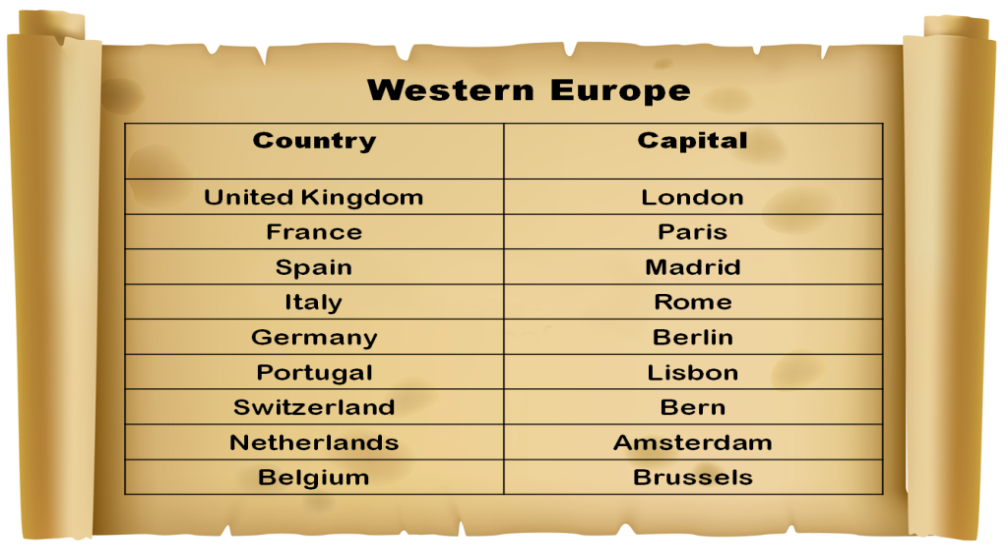 Western Europe
Country Capital
United Kingdom London
France Paris
Spain Madrid
Italy Rome
Germany Berlin
Portugal Lisbon
Switzerland Bern
Netherlands Amsterdam
Belgium Brussels